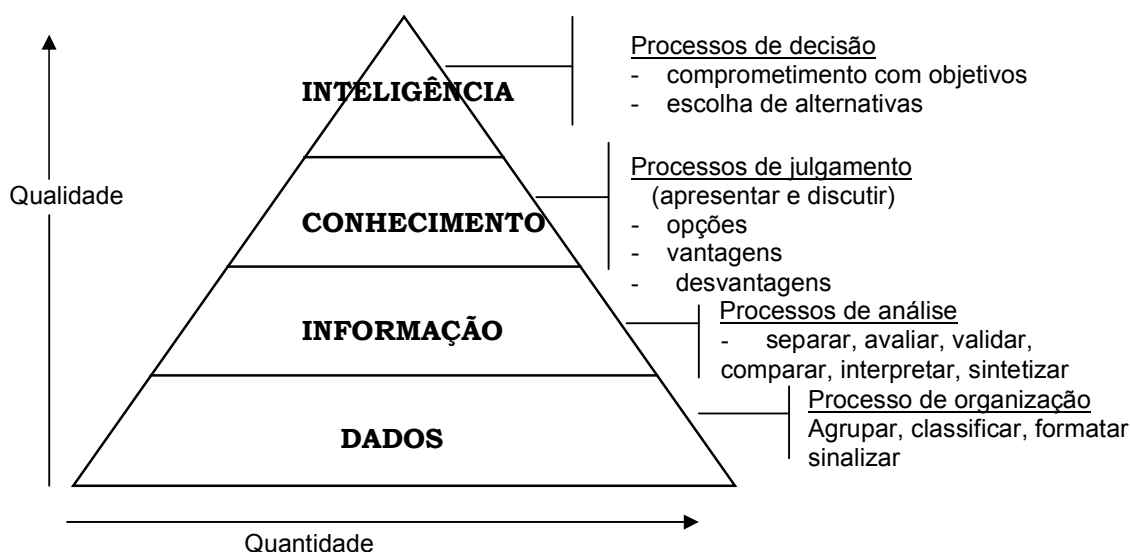 Processos de decisão
- comprometimento com objetivos
- escolha de alternativas
INTELIGÊNCIA
Qualidade
Processos de julgamento
(apresentar e discutir)
- opções
- vantagens
- desvantagens
CONHECIMENTO
Processos de análise
- separar, avaliar, validar,
comparar, interpretar, sintetizar
INFORMAÇÃO
Processo de organização
Agrupar, classificar, formatar
sinalizar
DADOS
Quantidade